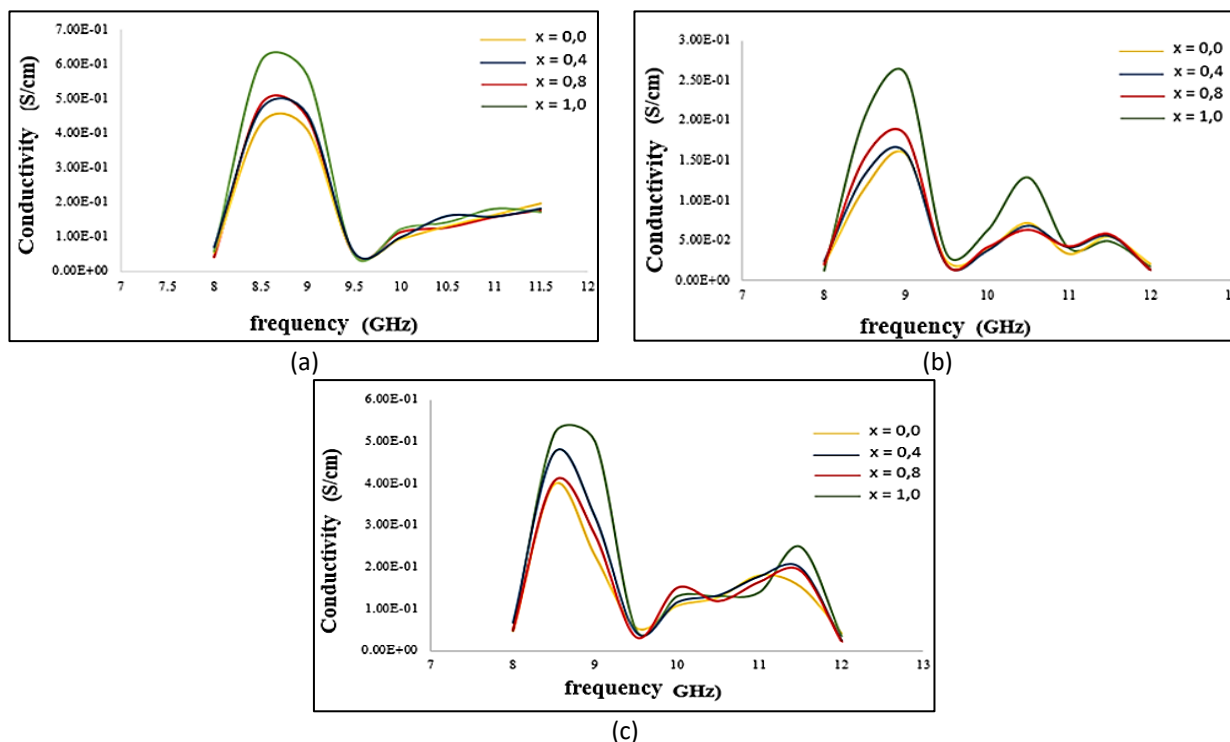 7.00E-01
6.00E-01
5.00E-01
4.00E-01
3.00E-01
2.00E-01
1.00E-01
0.00E+00
Conductivity (S/cm)
7 7.5 8 8.5 9 9.5 10 10.5 11 11.5 12
frequency (GHz)
x = 0,0
x = 0,4
x = 0,8
x = 1,0
(a)
3.00E-01
2.50E-01
2.00E-01
1.50E-01
1.00E-01
5.00E-02
0.00E+00
Conductivity (S/cm)
7 8 9 10 11 12
frequency (GHz)
x = 0,0
x = 0,4
x = 0,8
x = 1,0
(b)
6.00E-01
5.00E-01
4.00E-01
3.00E-01
2.00E-01
1.00E-01
0.00E+00
Conductivity (S/cm)
7 8 9 10 11 12 13
frequency GHz)
x = 0,0
x = 0,4
x = 0,8
x = 1,0
(c)